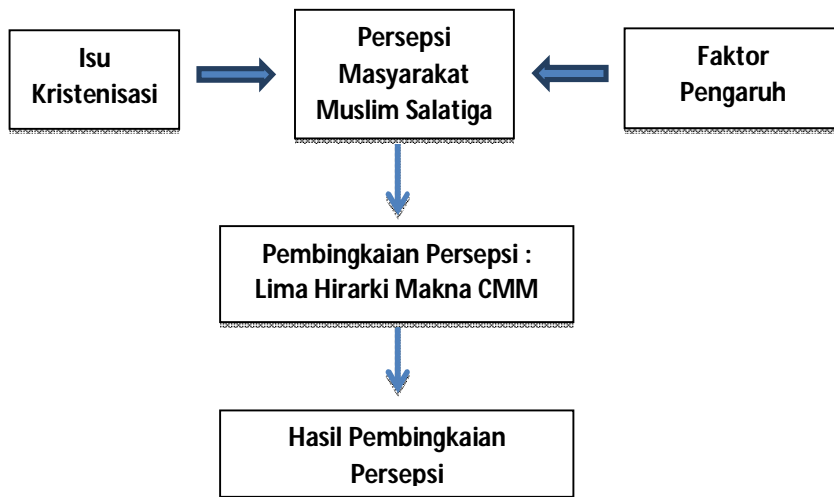 Isu
Kristenisasi
Persepsi
Masyarakat
Muslim Salatiga
Faktor
Pengaruh
Pembingkaian Persepsi :
Lima Hirarki Makna CMM
Hasil Pembingkaian
Persepsi